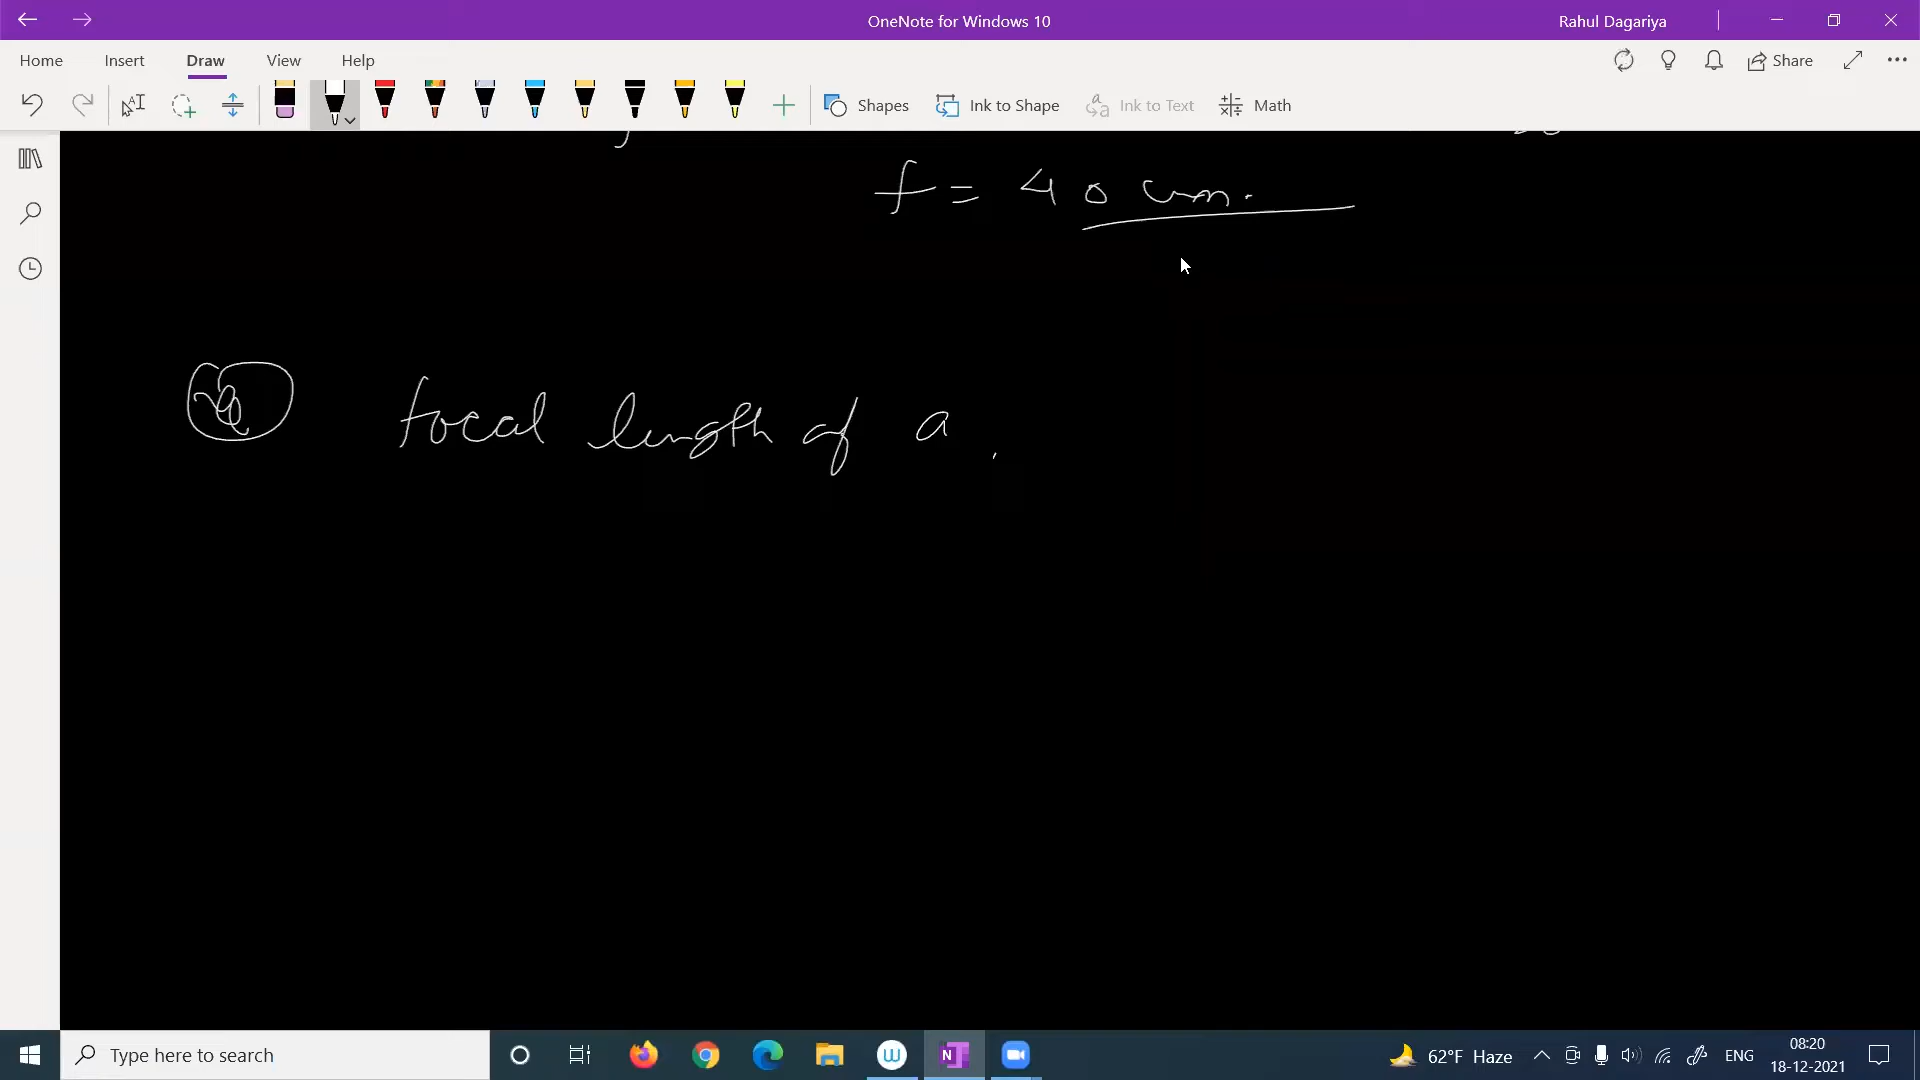 OneNote for Windows 10
Rahul Dagariya
Home Insert Draw View Help
Share
Shapes Ink to Shape Ink to Text Math
f = 40 cm.
focal length of a
Type here to search
62°F Haze
ENG
08:20
18-12-2021